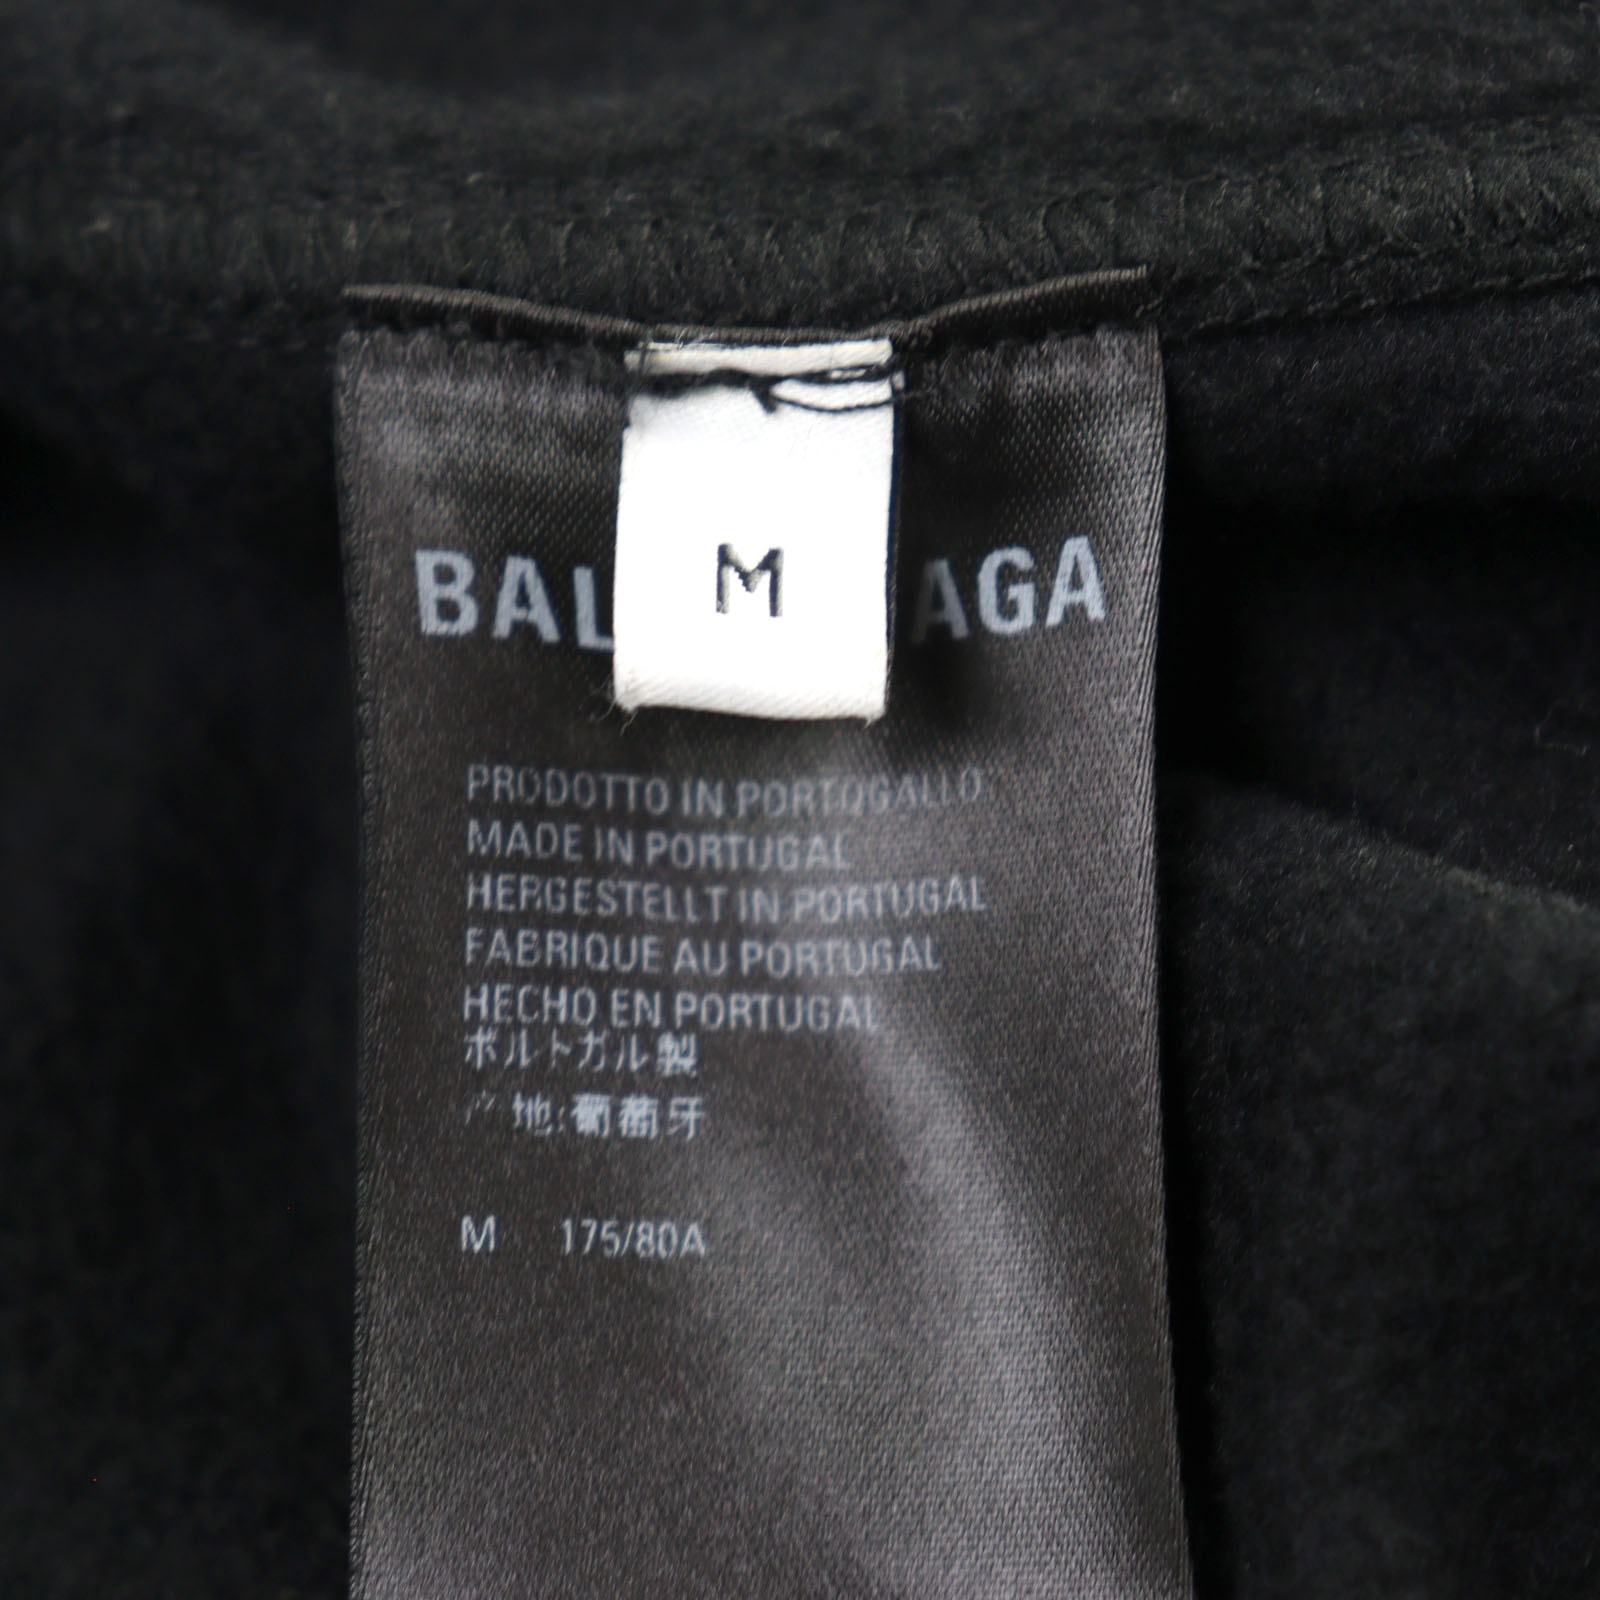 M
BAL AGA
PRODOTTO IN PORTOGALLO
MADE IN PORTUGAL
HERGESTELLT IN PORTUGAL
FABRIQUE AU PORTUGAL
HECHO EN PORTUGAL
ポルトガル製
产地:葡萄牙
M 175/80A